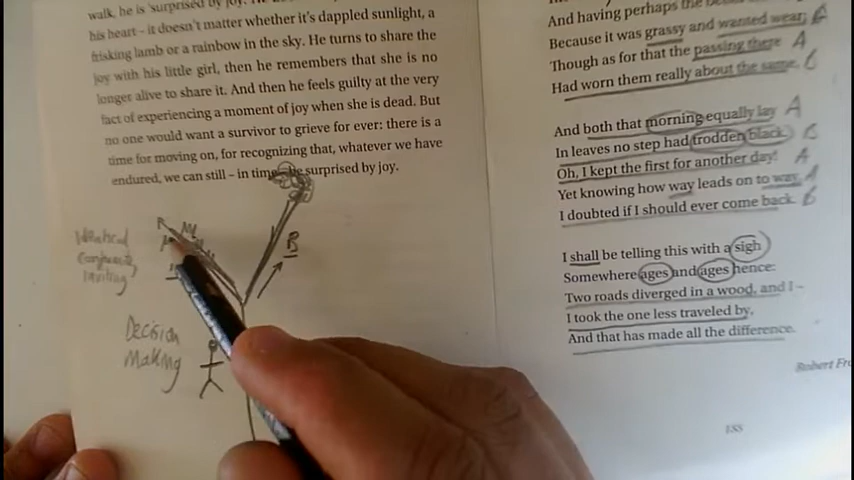 walk, he is 'surprised by joy.
his heart – it doesn't matter whether it's dappled sunlight, a
frisking lamb or a rainbow in the sky. He turns to share the
joy with his little girl, then he remembers that she is no
longer alive to share it. And then he feels guilty at the very
fact of experiencing a moment of joy when she is dead. But
no one would want a survivor to grieve for ever: there is a
time for moving on, for recognizing that, whatever we have
endured, we can still – in time – be surprised by joy.
B
Decision
Making
And having perhaps the better
Because it was grassy and wanted wear;
Though as for that the passing there A
Had worn them really about the same. B
And both that morning equally lay A
In leaves no step had trodden black. B
Oh, I kept the first for another day! A
Yet knowing how way leads on to way, A
I doubted if I should ever come back. B
I shall be telling this with a sigh
Somewhere ages and ages hence:
Two roads diverged in a wood, and I –
I took the one less traveled by,
And that has made all the difference.
Robert Fr
188